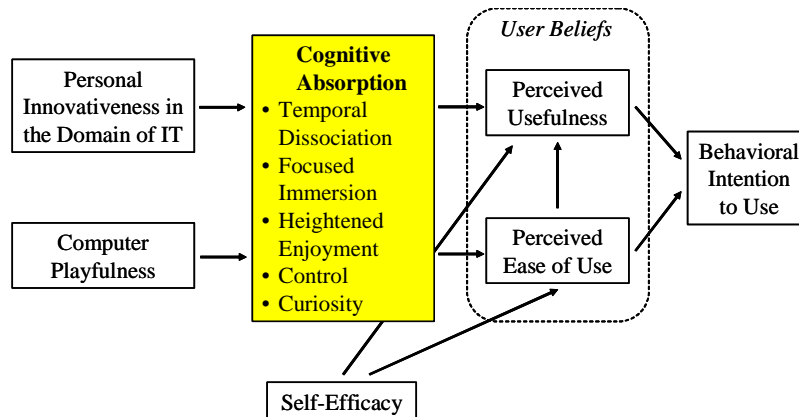 Personal
Innovativeness in
the Domain of IT
Computer
Playfulness
Cognitive
Absorption
• Temporal
Dissociation
• Focused
Immersion
• Heightened
Enjoyment
• Control
• Curiosity
User Beliefs
Perceived
Usefulness
Perceived
Ease of Use
Behavioral
Intention
to Use
Self-Efficacy